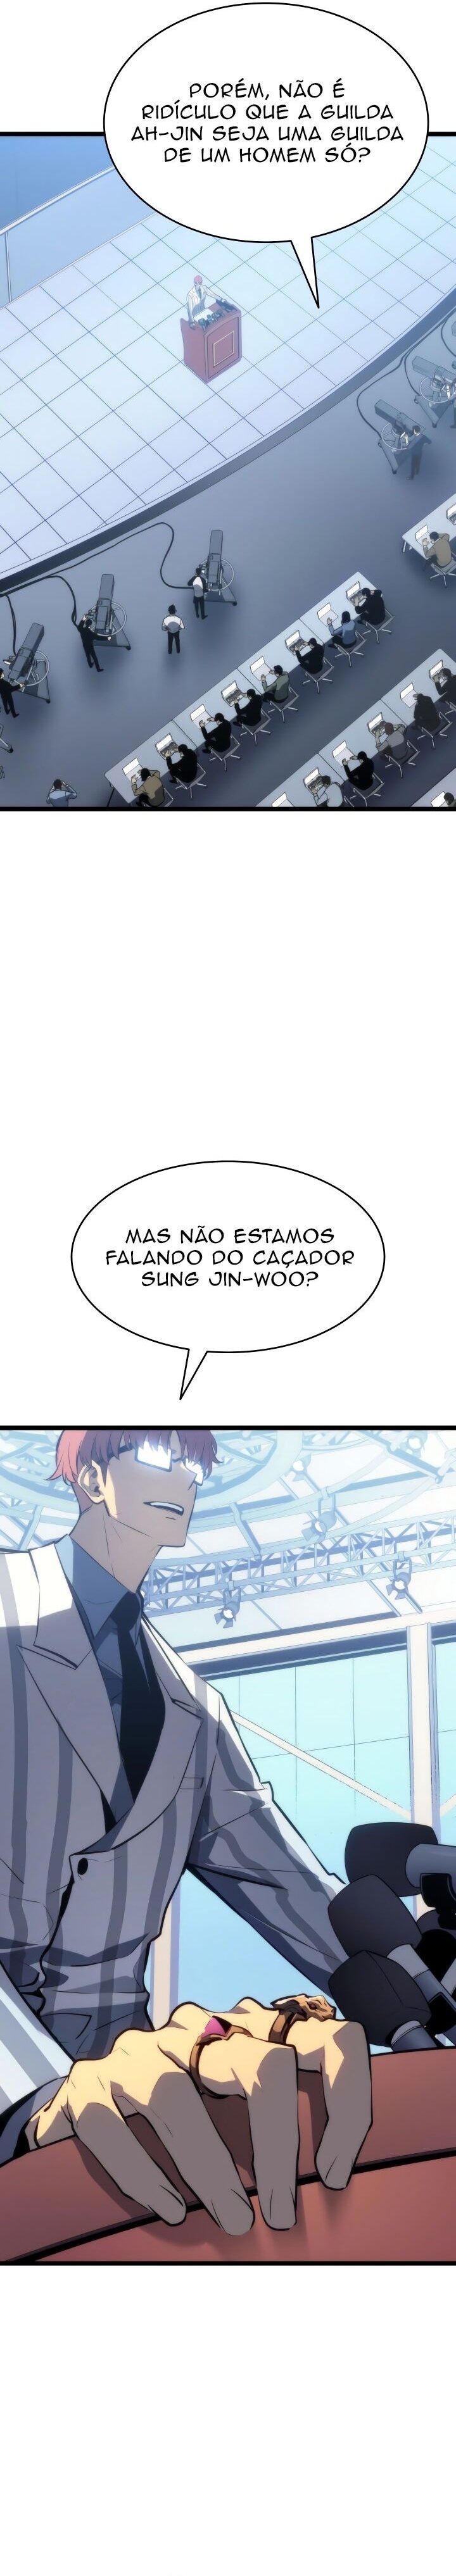 PORÉM, NÃO É
RIDÍCULO QUE A GUILDA
AH-JIN SEJA UMA GUILDA
DE UM HOMEM SÓ?
MAS NÃO ESTAMOS
FALANDO DO CAÇADOR
SUNG JIN-WOO?